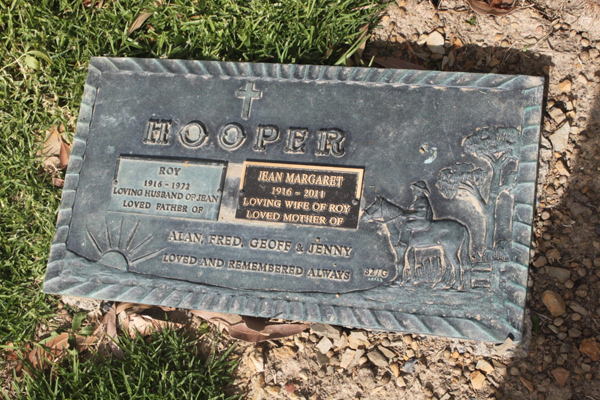 HOOPER
ROY
1916 - 1972
LOVING HUSBAND OF JEAN
LOVED FATHER OF
JEAN MARGARET
1916 - 2011
LOVING WIFE OF ROY
LOVED MOTHER OF
ALAN, FRED, GEOFF & JENNY
LOVED AND REMEMBERED ALWAYS